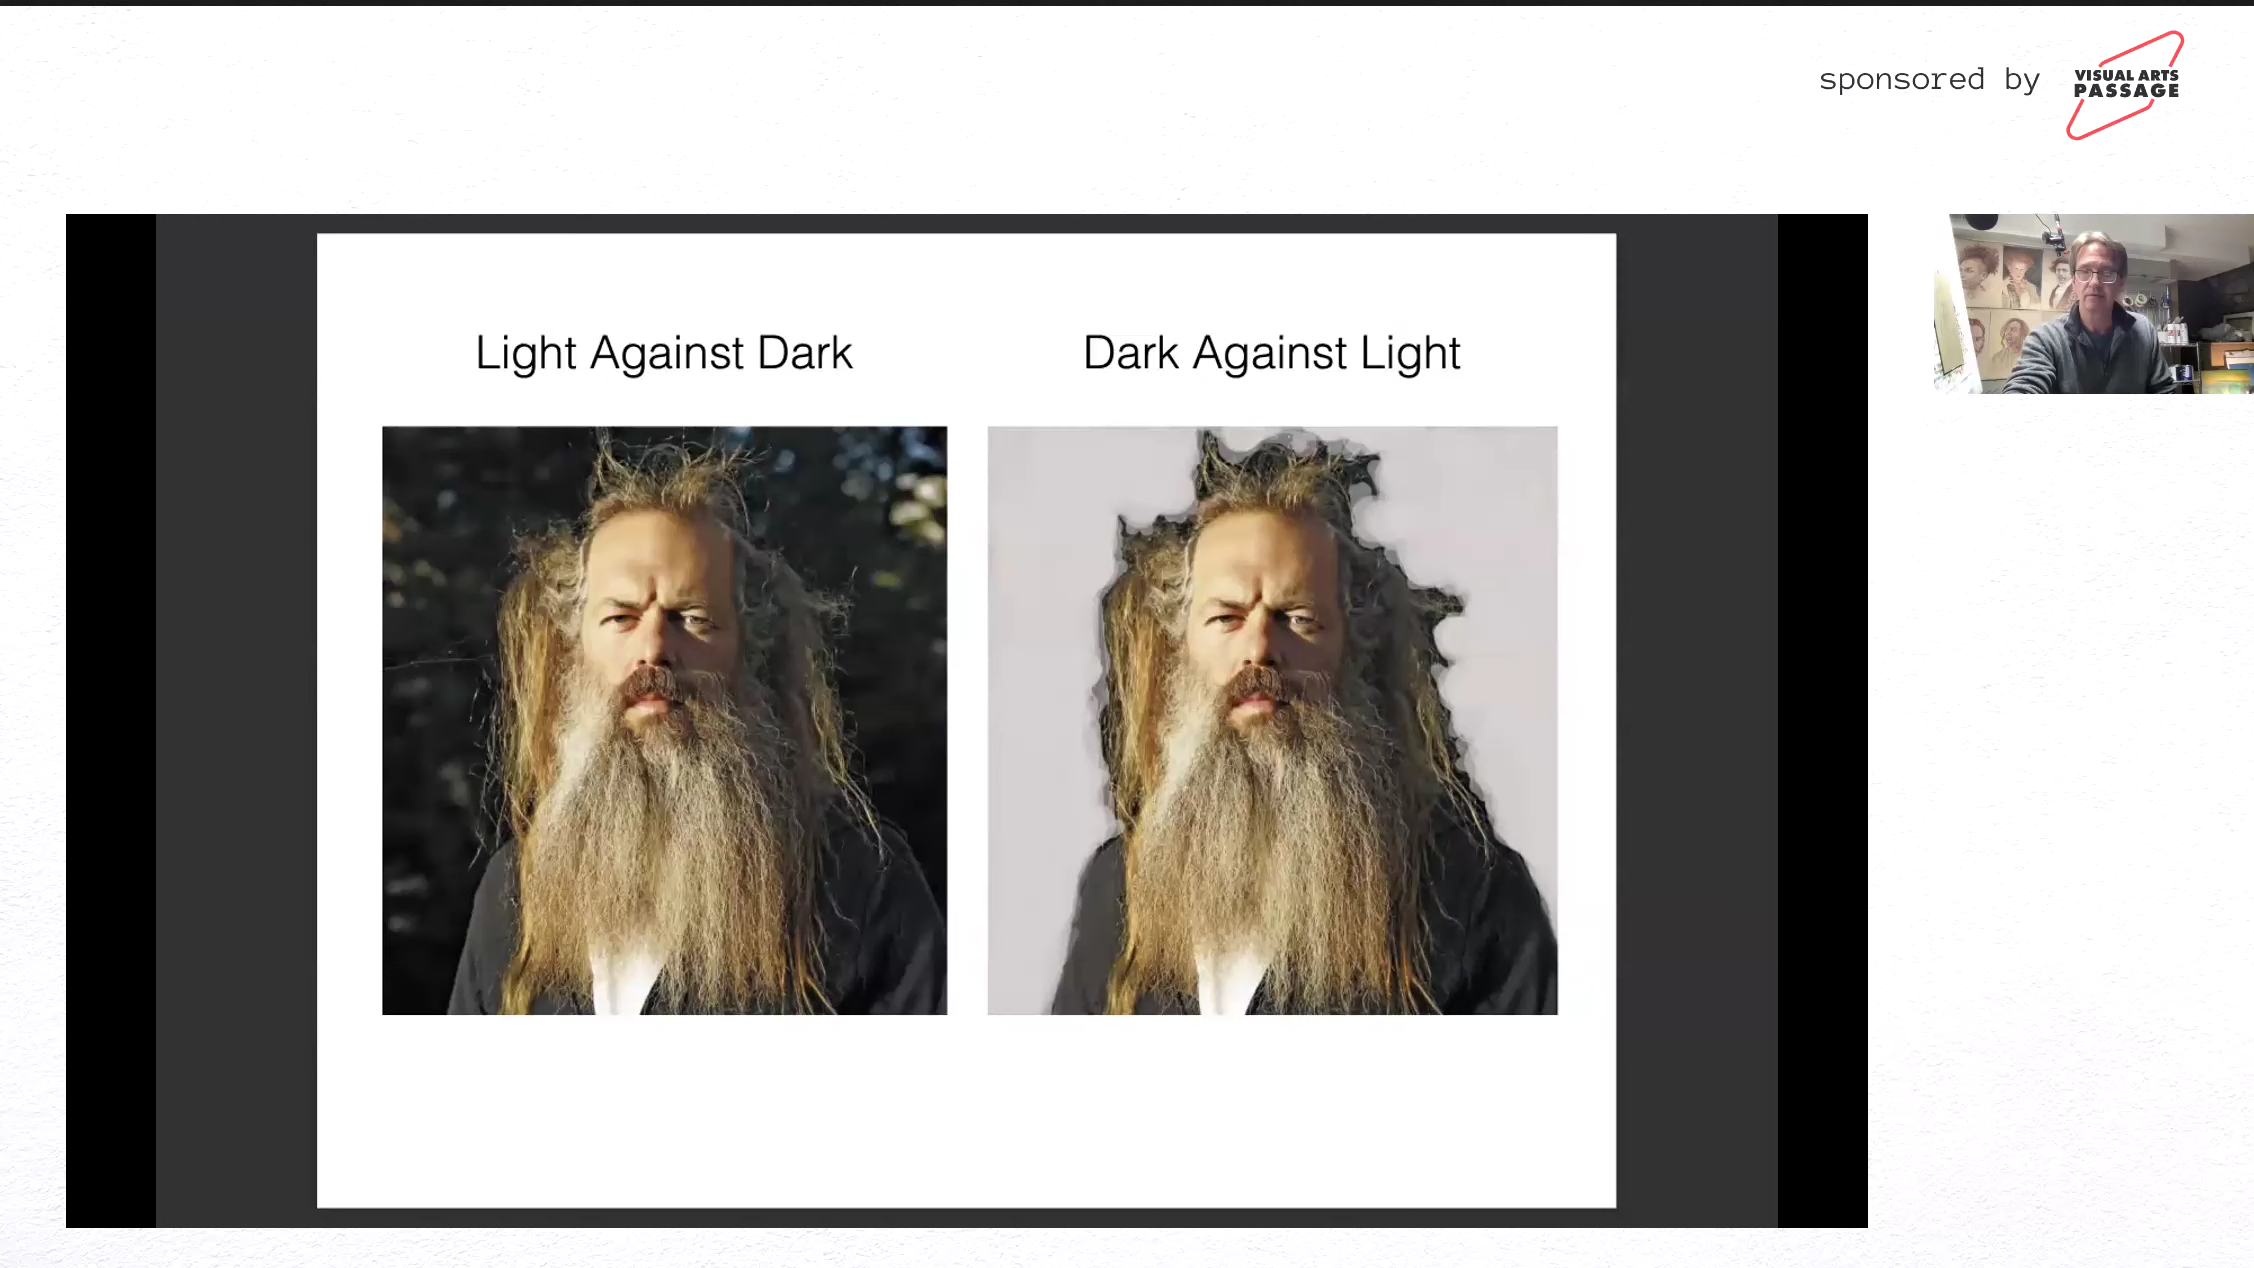 sponsored by
VISUAL ARTS
PASSAGE
Light Against Dark
Dark Against Light